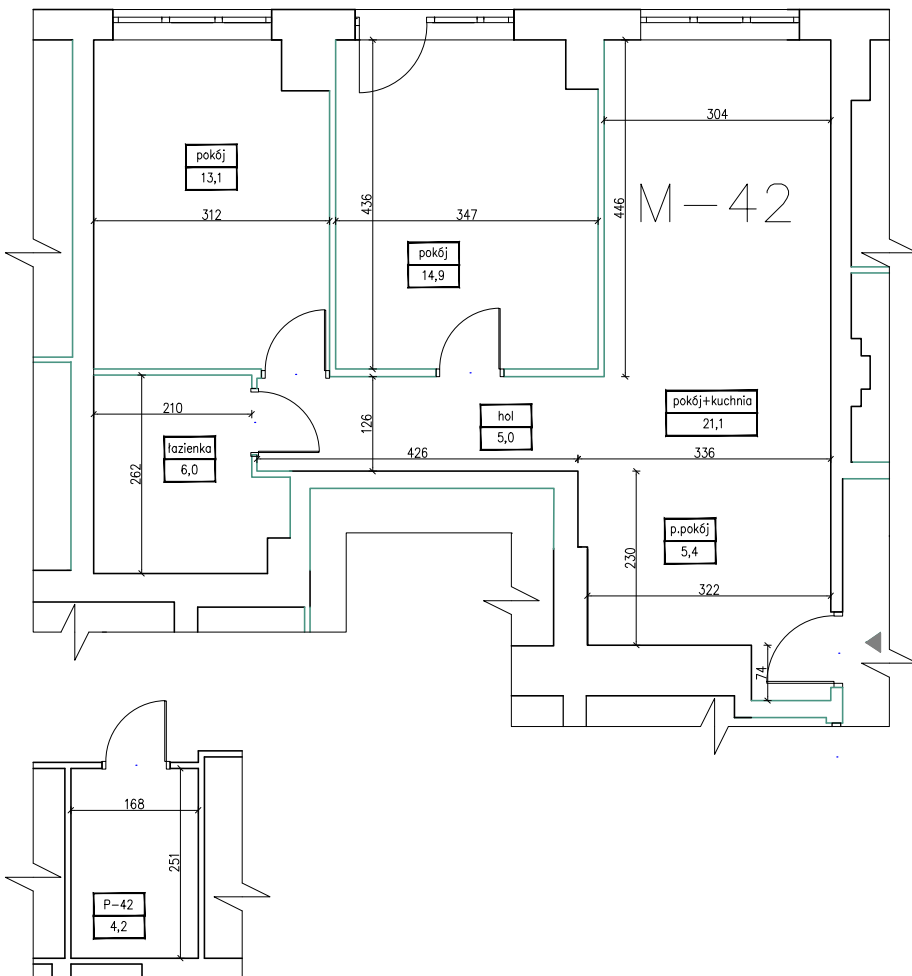 304
pokój
13,1
M-42
436
446
312
347
pokój
14,9
pokój+kuchnia
21,1
210
hol
5,0
126
łazienka
6,0
426
336
262
p.pokój
5,4
230
322
74
168
251
P-42
4,2